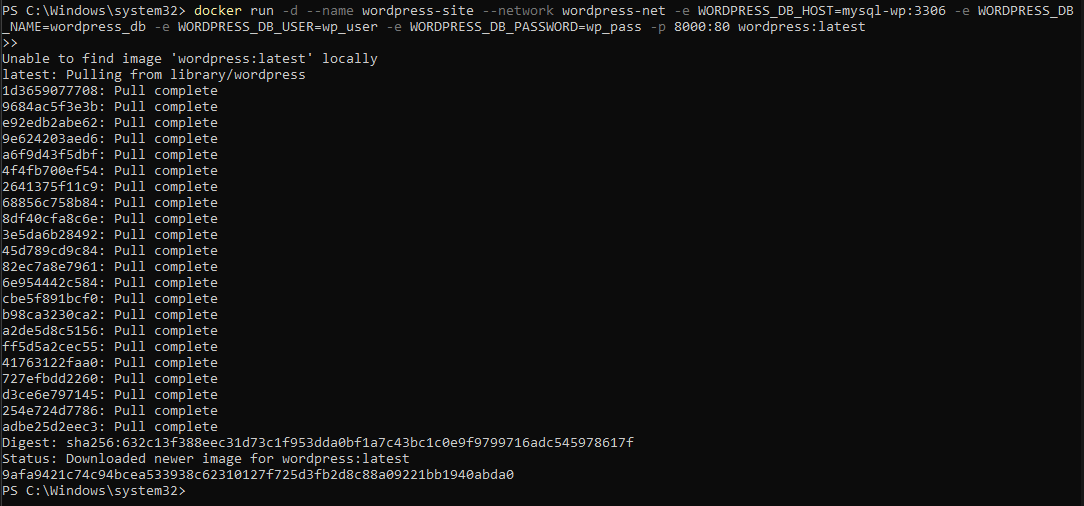 PS C:\Windows\system32> docker run -d --name wordpress-site --network wordpress-net -e WORDPRESS_DB_HOST=mysql-wp:3306 -e WORDPRESS_DB
_NAME=wordpress_db -e WORDPRESS_DB_USER=wp_user -e WORDPRESS_DB_PASSWORD=wp_pass -p 8000:80 wordpress:latest
>>
Unable to find image 'wordpress:latest' locally
latest: Pulling from library/wordpress
1d3659077708: Pull complete
9684ac5f3e3b: Pull complete
e92edb2abe62: Pull complete
9e624203aed6: Pull complete
a6f9d43f5dbf: Pull complete
4f4fb700ef54: Pull complete
2641375f11c9: Pull complete
68856c758b84: Pull complete
8df40cfa8c6e: Pull complete
3e5da6b28492: Pull complete
45d789cd9c84: Pull complete
82ec7a8e7961: Pull complete
6e954442c584: Pull complete
cbe5f891bcf0: Pull complete
b98ca3230ca2: Pull complete
a2de5d8c5156: Pull complete
ff5d5a2cec55: Pull complete
41763122faa0: Pull complete
727efbdd2260: Pull complete
d3ce6e797145: Pull complete
254e724d7786: Pull complete
adbe25d2eec3: Pull complete
Digest: sha256:632c13f388eec31d73c1f953dda0bf1a7c43bc1c0e9f9799716adc545978617f
Status: Downloaded newer image for wordpress:latest
9afa9421c74c94bcea533938c62310127f725d3fb2d8c88a09221bb1940abda0
PS C:\Windows\system32>